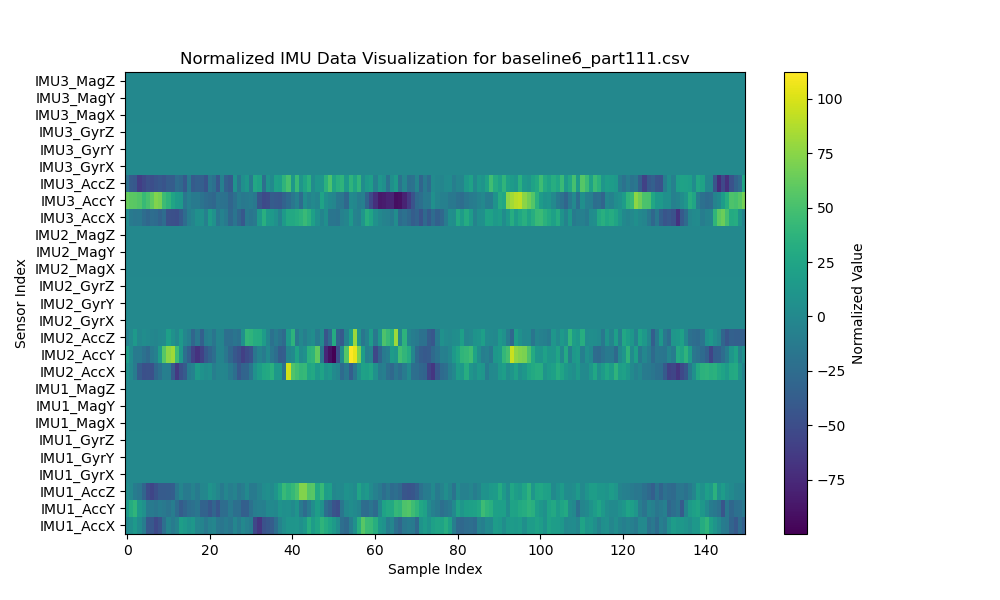 Normalized IMU Data Visualization for baseline6_part111.csv
IMU3_MagZ
IMU3_MagY
IMU3_MagX
IMU3_GyrZ
IMU3_GyrY
IMU3_GyrX
IMU3_AccZ
IMU3_AccY
IMU3_AccX
IMU2_MagZ
IMU2_MagY
IMU2_MagX
IMU2_GyrZ
IMU2_GyrY
IMU2_GyrX
IMU2_AccZ
IMU2_AccY
IMU2_AccX
IMU1_MagZ
IMU1_MagY
IMU1_MagX
IMU1_GyrZ
IMU1_GyrY
IMU1_GyrX
IMU1_AccZ
IMU1_AccY
IMU1_AccX
Sensor Index
0 20 40 60 80 100 120 140
Sample Index
100
75
50
25
0
−25
−50
−75
Normalized Value